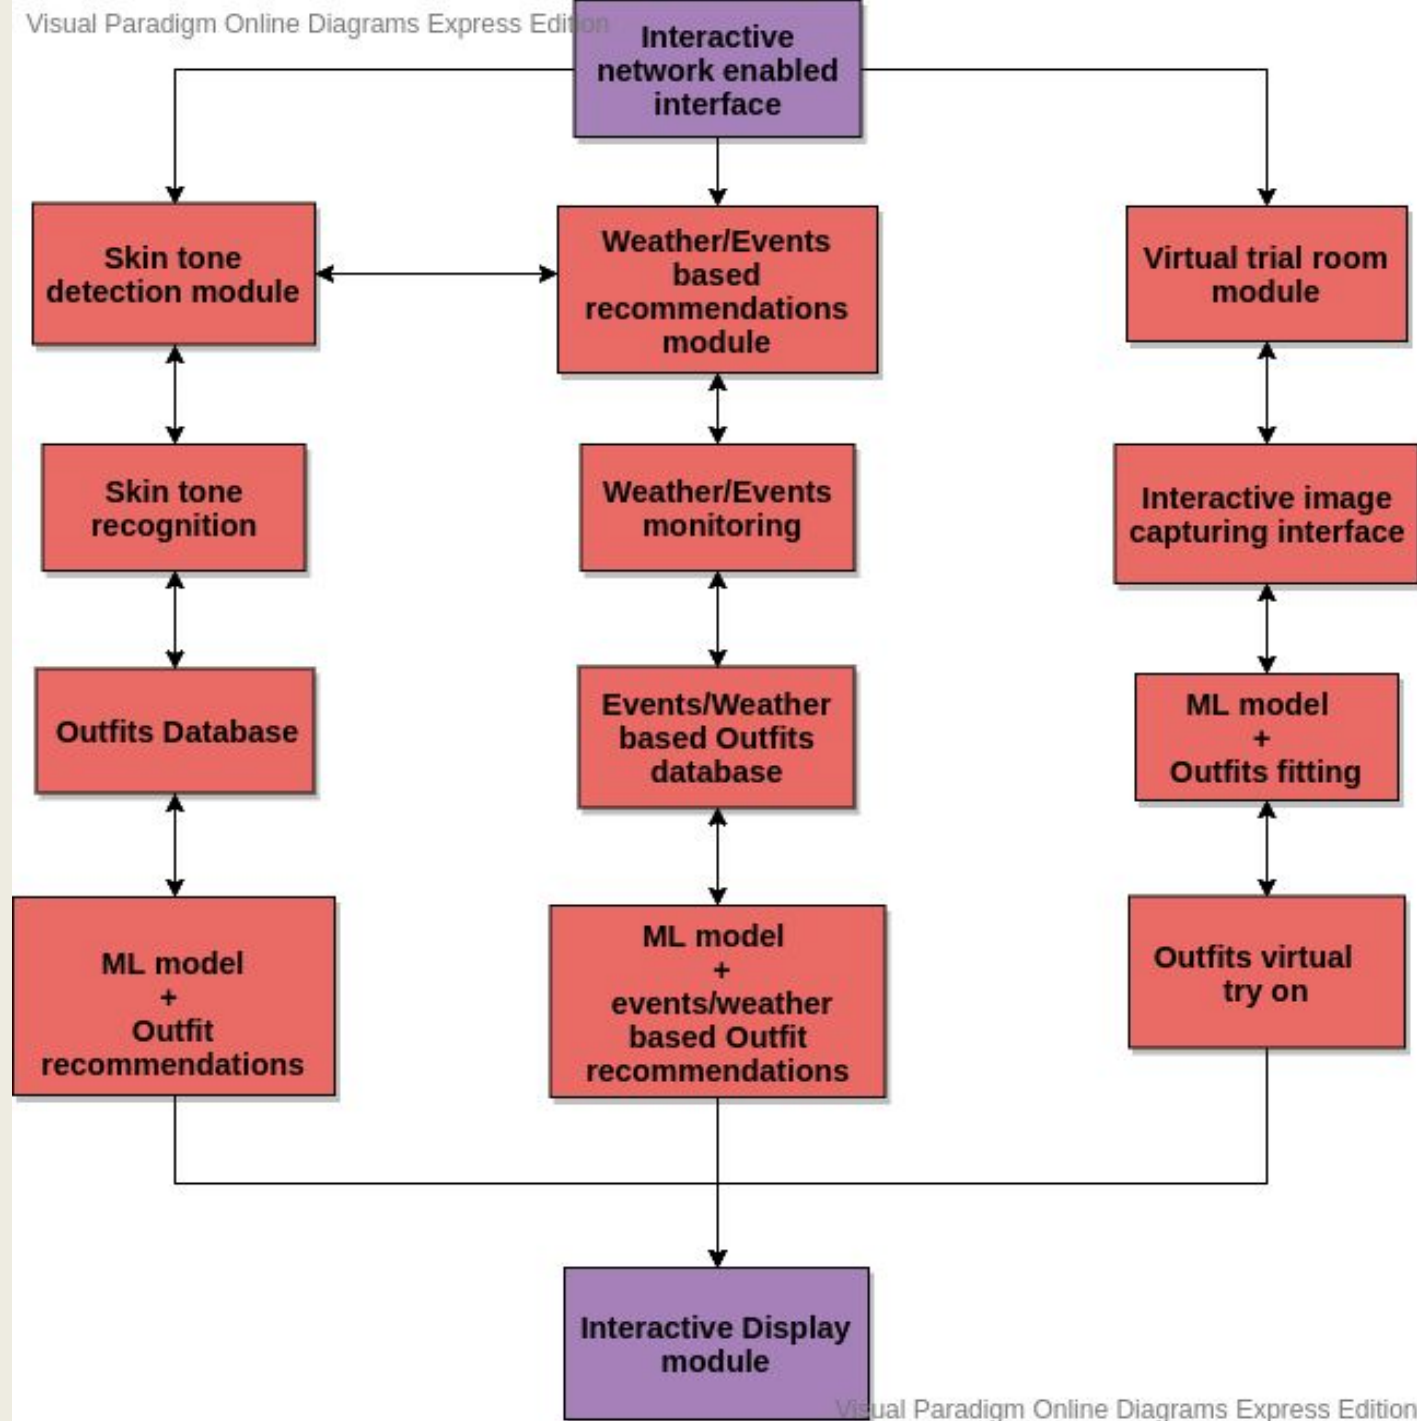 Visual Paradigm Online Diagrams Express Edition
Interactive
network enabled
interface
Skin tone
detection module
Weather/Events
based
recommendations
module
Virtual trial room
module
Skin tone
recognition
Weather/Events
monitoring
Interactive image
capturing interface
Outfits Database
Events/Weather
based Outfits
database
ML model
+
Outfits fitting
ML model
+
Outfit
recommendations
ML model
+
events/weather
based Outfit
recommendations
Outfits virtual
try on
Interactive Display
module
Visual Paradigm Online Diagrams Express Edition